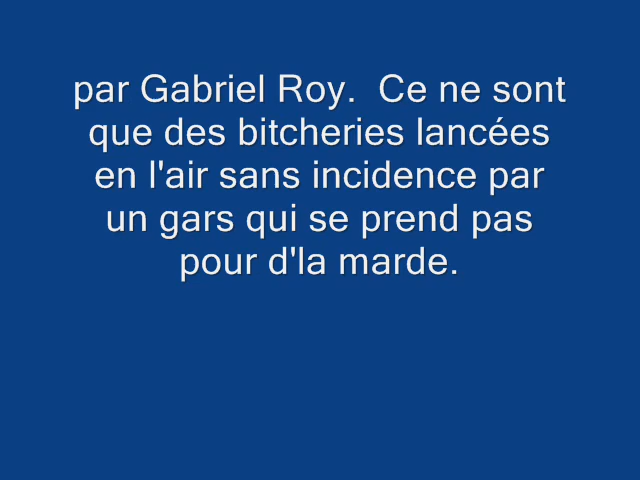 par Gabriel Roy.  Ce ne sont
que des bitcheries lancées
en l'air sans incidence par
un gars qui se prend pas
pour d'la marde.